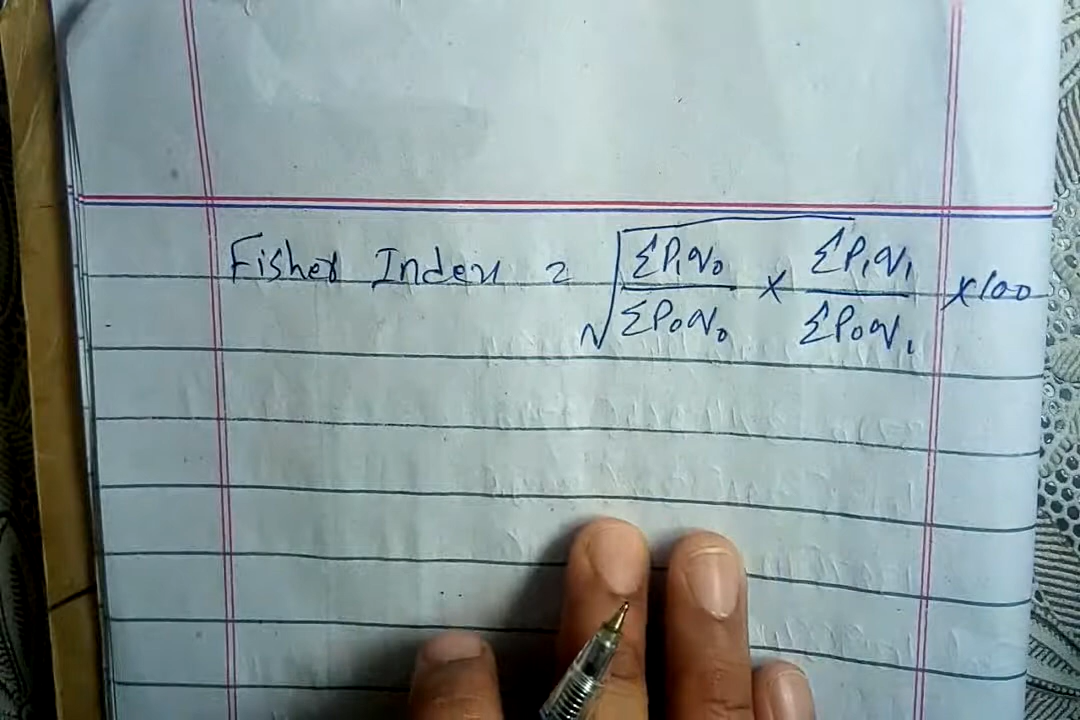 Fisher Index = √(ΣP₁q₀/ΣP₀q₀ × ΣP₁q₁/ΣP₀q₁) ×100